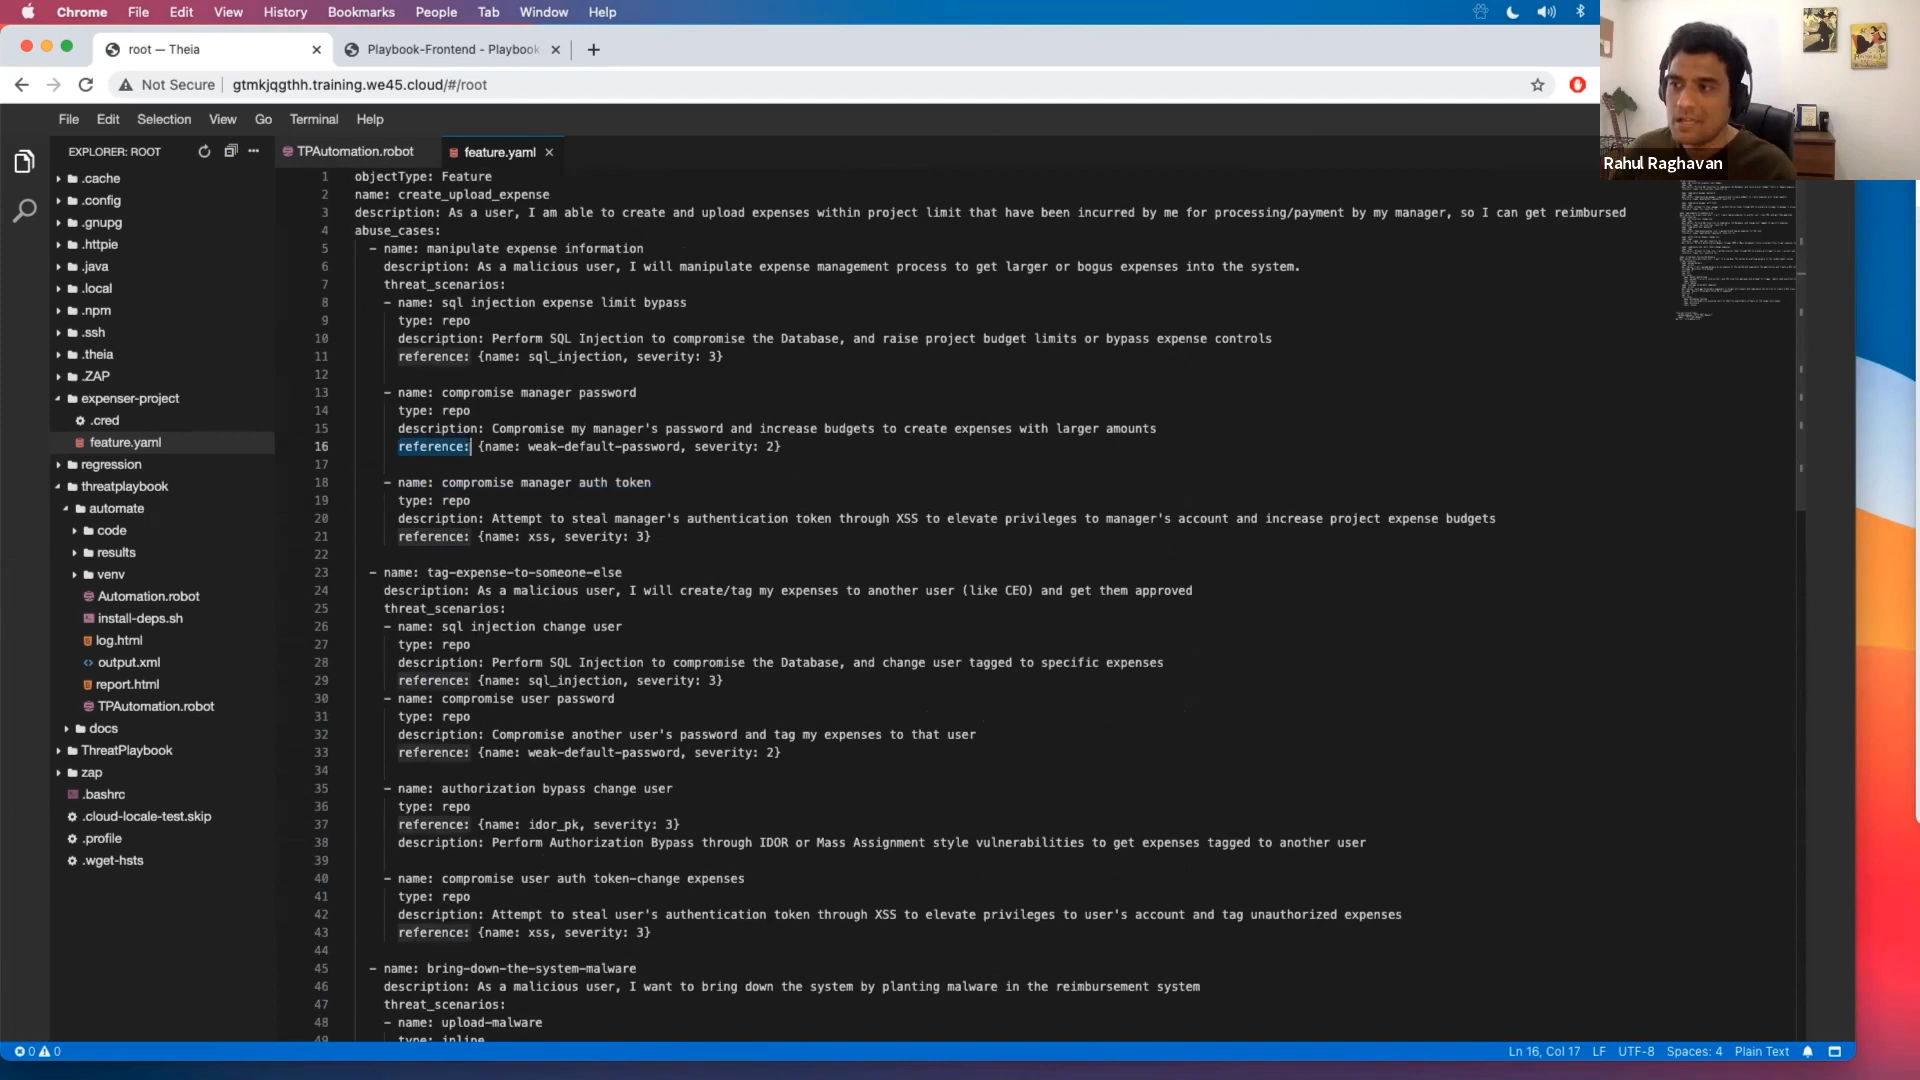 Chrome File Edit View History Bookmarks People Tab Window Help
root — Theia
Playbook-Frontend - Playbook
Not Secure gtmkjqgthh.training.we45.cloud/#/root
Rahul Raghavan
File Edit Selection View Go Terminal Help
EXPLORER: ROOT
.cache
.config
.gnupg
.httpie
.java
.local
.npm
.ssh
.theia
.ZAP
expenser-project
.cred
feature.yaml
regression
threatplaybook
automate
code
results
venv
Automation.robot
install-deps.sh
log.html
output.xml
report.html
TPAutomation.robot
docs
ThreatPlaybook
zap
.bashrc
.cloud-locale-test.skip
.profile
.wget-hsts
TPAutomation.robot
feature.yaml
1 objectType: Feature
2 name: create_upload_expense
3 description: As a user, I am able to create and upload expenses within project limit that have been incurred by me for processing/payment by my manager, so I can get reimbursed
4 abuse_cases:
5 - name: manipulate expense information
6 description: As a malicious user, I will manipulate expense management process to get larger or bogus expenses into the system.
7 threat_scenarios:
8 - name: sql injection expense limit bypass
9 type: repo
10 description: Perform SQL Injection to compromise the Database, and raise project budget limits or bypass expense controls
11 reference: {name: sql_injection, severity: 3}
12
13 - name: compromise manager password
14 type: repo
15 description: Compromise my manager's password and increase budgets to create expenses with larger amounts
16 reference: {name: weak-default-password, severity: 2}
17
18 - name: compromise manager auth token
19 type: repo
20 description: Attempt to steal manager's authentication token through XSS to elevate privileges to manager's account and increase project expense budgets
21 reference: {name: xss, severity: 3}
22
23 - name: tag-expense-to-someone-else
24 description: As a malicious user, I will create/tag my expenses to another user (like CEO) and get them approved
25 threat_scenarios:
26 - name: sql injection change user
27 type: repo
28 description: Perform SQL Injection to compromise the Database, and change user tagged to specific expenses
29 reference: {name: sql_injection, severity: 3}
30 - name: compromise user password
31 type: repo
32 description: Compromise another user's password and tag my expenses to that user
33 reference: {name: weak-default-password, severity: 2}
34
35 - name: authorization bypass change user
36 type: repo
37 reference: {name: idor_pk, severity: 3}
38 description: Perform Authorization Bypass through IDOR or Mass Assignment style vulnerabilities to get expenses tagged to another user
39
40 - name: compromise user auth token-change expenses
41 type: repo
42 description: Attempt to steal user's authentication token through XSS to elevate privileges to user's account and tag unauthorized expenses
43 reference: {name: xss, severity: 3}
44
45 - name: bring-down-the-system-malware
46 description: As a malicious user, I want to bring down the system by planting malware in the reimbursement system
47 threat_scenarios:
48 - name: upload-malware
49 type: inline
0 0
Ln 16, Col 17 LF UTF-8 Spaces: 4 Plain Text